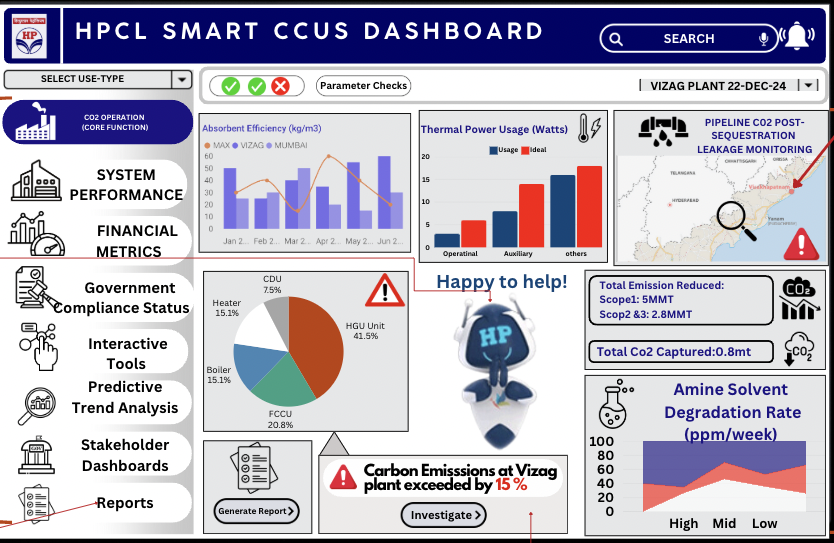 HPCL SMART CCUS DASHBOARD
HP
SEARCH
SELECT USE-TYPE
Parameter Checks
VIZAG PLANT 22-DEC-24
CO2 OPERATION
(CORE FUNCTION)
SYSTEM
PERFORMANCE
FINANCIAL
METRICS
Government
Compliance Status
Interactive
Tools
Predictive
Trend Analysis
Stakeholder
Dashboards
Reports
Absorbent Efficiency (kg/m3)
MAX VIZAG MUMBAI
60
50
40
30
20
10
0
Jan 2... Feb 2... Mar 2... Apr 2... May 2... Jun 2...
Thermal Power Usage (Watts)
Usage Ideal
20
15
10
5
0
Operatinal Auxiliary others
PIPELINE C02 POST-
SEQUESTRATION
LEAKAGE MONITORING
CHHATTISGARH
ORISSA
TELANGANA
HYDERABAD
Visakhapatnam
Yanam
CDU
7.5%
Heater
15.1%
HGU Unit
41.5%
Boiler
15.1%
FCCU
20.8%
Happy to help!
HP
Total Emission Reduced:
Scope1: 5MMT
Scop2 &3: 2.8MMT
CO2
Total Co2 Captured:0.8mt
CO2
Generate Report
Carbon Emisssions at Vizag
plant exceeded by 15 %
Investigate
Amine Solvent
Degradation Rate
(ppm/week)
100
80
60
40
20
0
High Mid Low